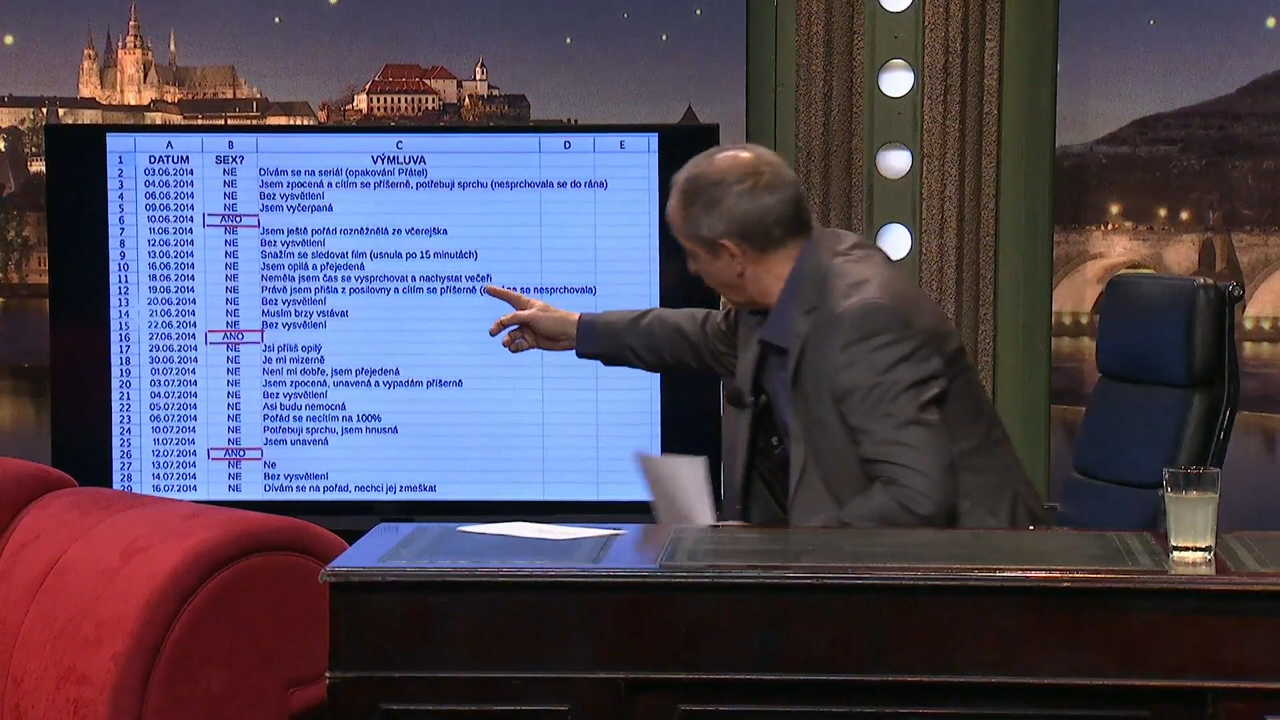 A B C D E
1 DATUM SEX? VÝMLUVA
2 03.06.2014 NE Dívám se na seriál (opakování Přátel)
3 04.06.2014 NE Jsem zpocená a cítím se příšerně, potřebuji sprchu (nesprchovala se do rána)
4 06.06.2014 NE Bez vysvětlení
5 09.06.2014 NE Jsem vyčerpaná
6 10.06.2014 ANO
7 11.06.2014 NE Jsem ještě pořád rozněžnělá ze včerejška
8 12.06.2014 NE Bez vysvětlení
9 13.06.2014 NE Snažím se sledovat film (usnula po 15 minutách)
10 16.06.2014 NE Jsem opilá a přejedená
11 18.06.2014 NE Neměla jsem čas se vysprchovat a nachystat večeři
12 19.06.2014 NE Právě jsem přišla z posilovny a cítím se příšerně se nesprchovala)
13 20.06.2014 NE Bez vysvětlení
14 21.06.2014 NE Musím brzy vstávat
15 22.06.2014 NE Bez vysvětlení
16 27.06.2014 ANO
17 29.06.2014 NE Jsi příliš opilý
18 30.06.2014 NE Je mi mizerně
19 01.07.2014 NE Není mi dobře, jsem přejedená
20 03.07.2014 NE Jsem zpocená, unavená a vypadám příšerně
21 04.07.2014 NE Bez vysvětlení
22 05.07.2014 NE Asi budu nemocná
23 06.07.2014 NE Pořád se necítím na 100%
24 10.07.2014 NE Potřebuji sprchu, jsem hnusná
25 11.07.2014 NE Jsem unavená
26 12.07.2014 ANO
27 13.07.2014 NE Ne
28 14.07.2014 NE Bez vysvětlení
29 16.07.2014 NE Dívám se na pořad, nechci jej zmeškat